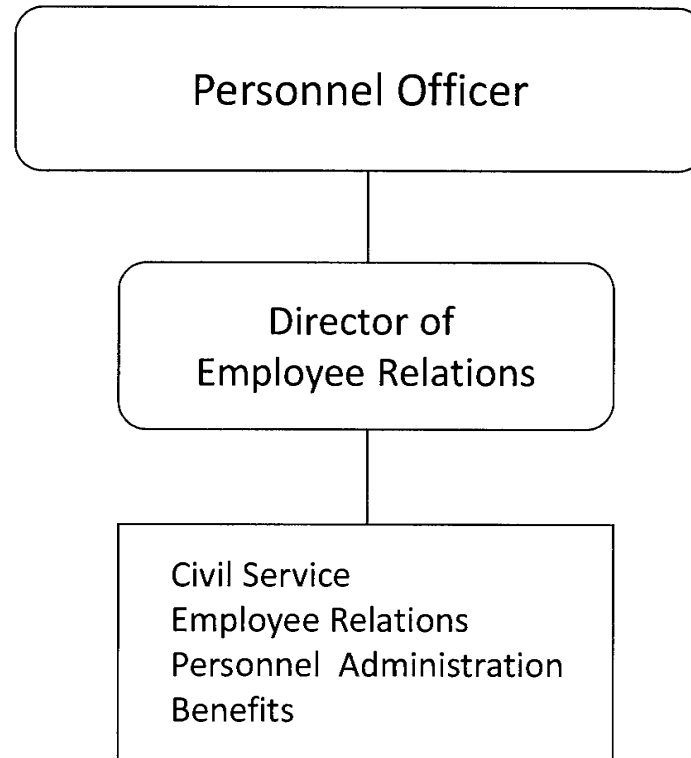 Personnel Officer
Director of
Employee Relations
Civil Service
Employee Relations
Personnel Administration
Benefits